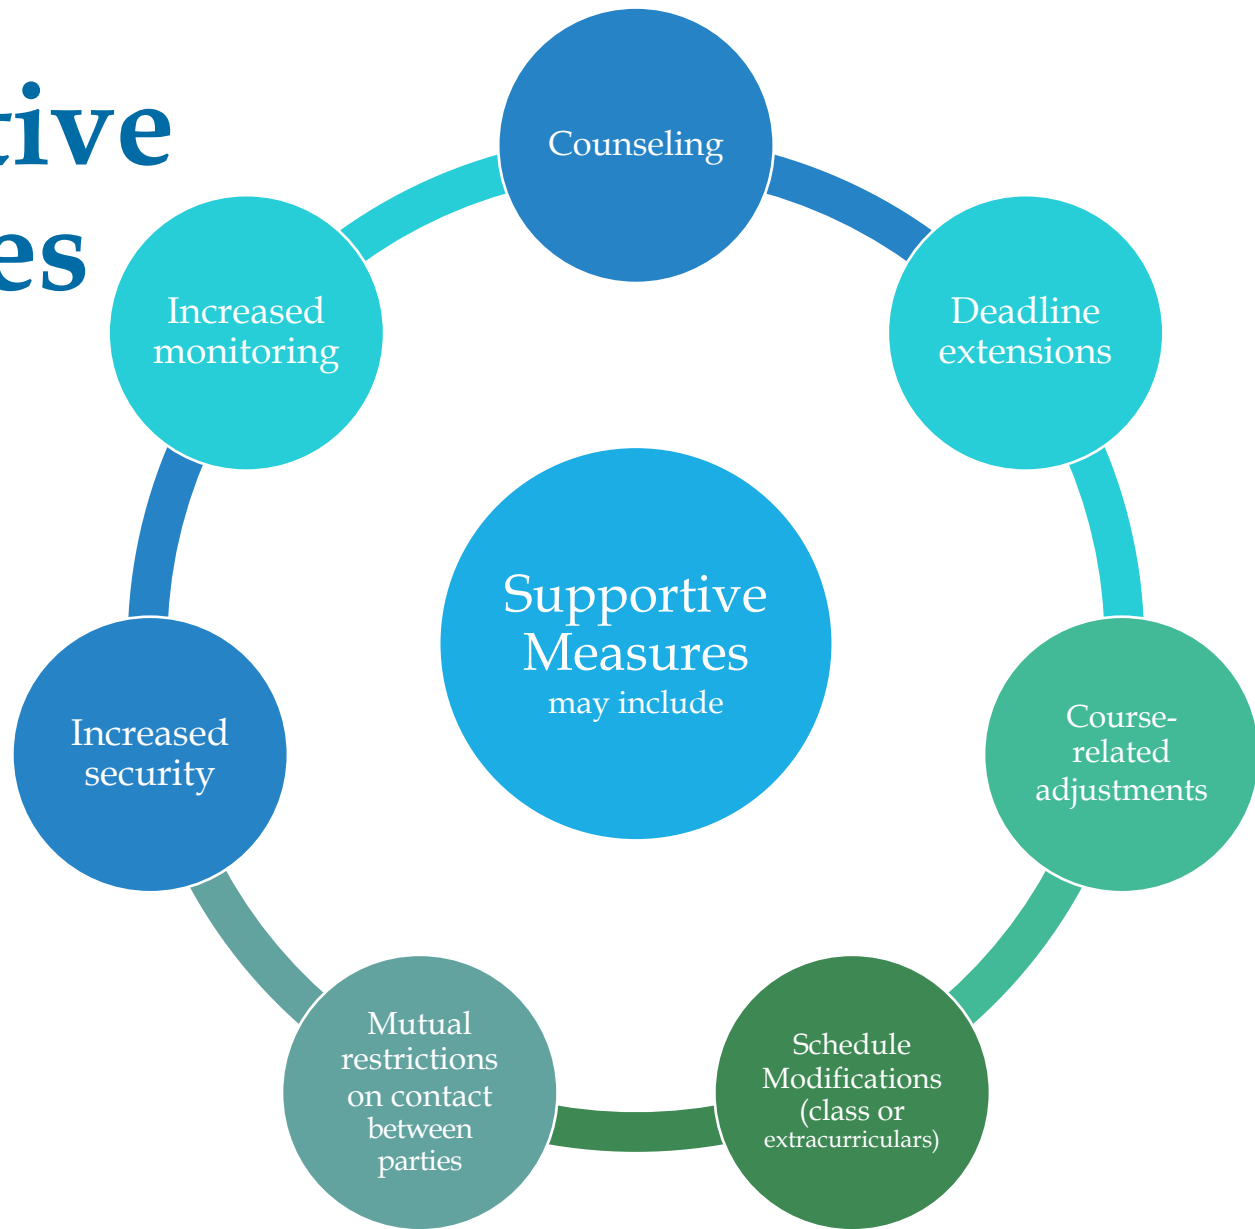 tive
es
Counseling
Deadline
extensions
Course-
related
adjustments
Schedule
Modifications
(class or
extracurriculars)
Mutual
restrictions
on contact
between
parties
Increased
security
Increased
monitoring
Supportive
Measures
may include